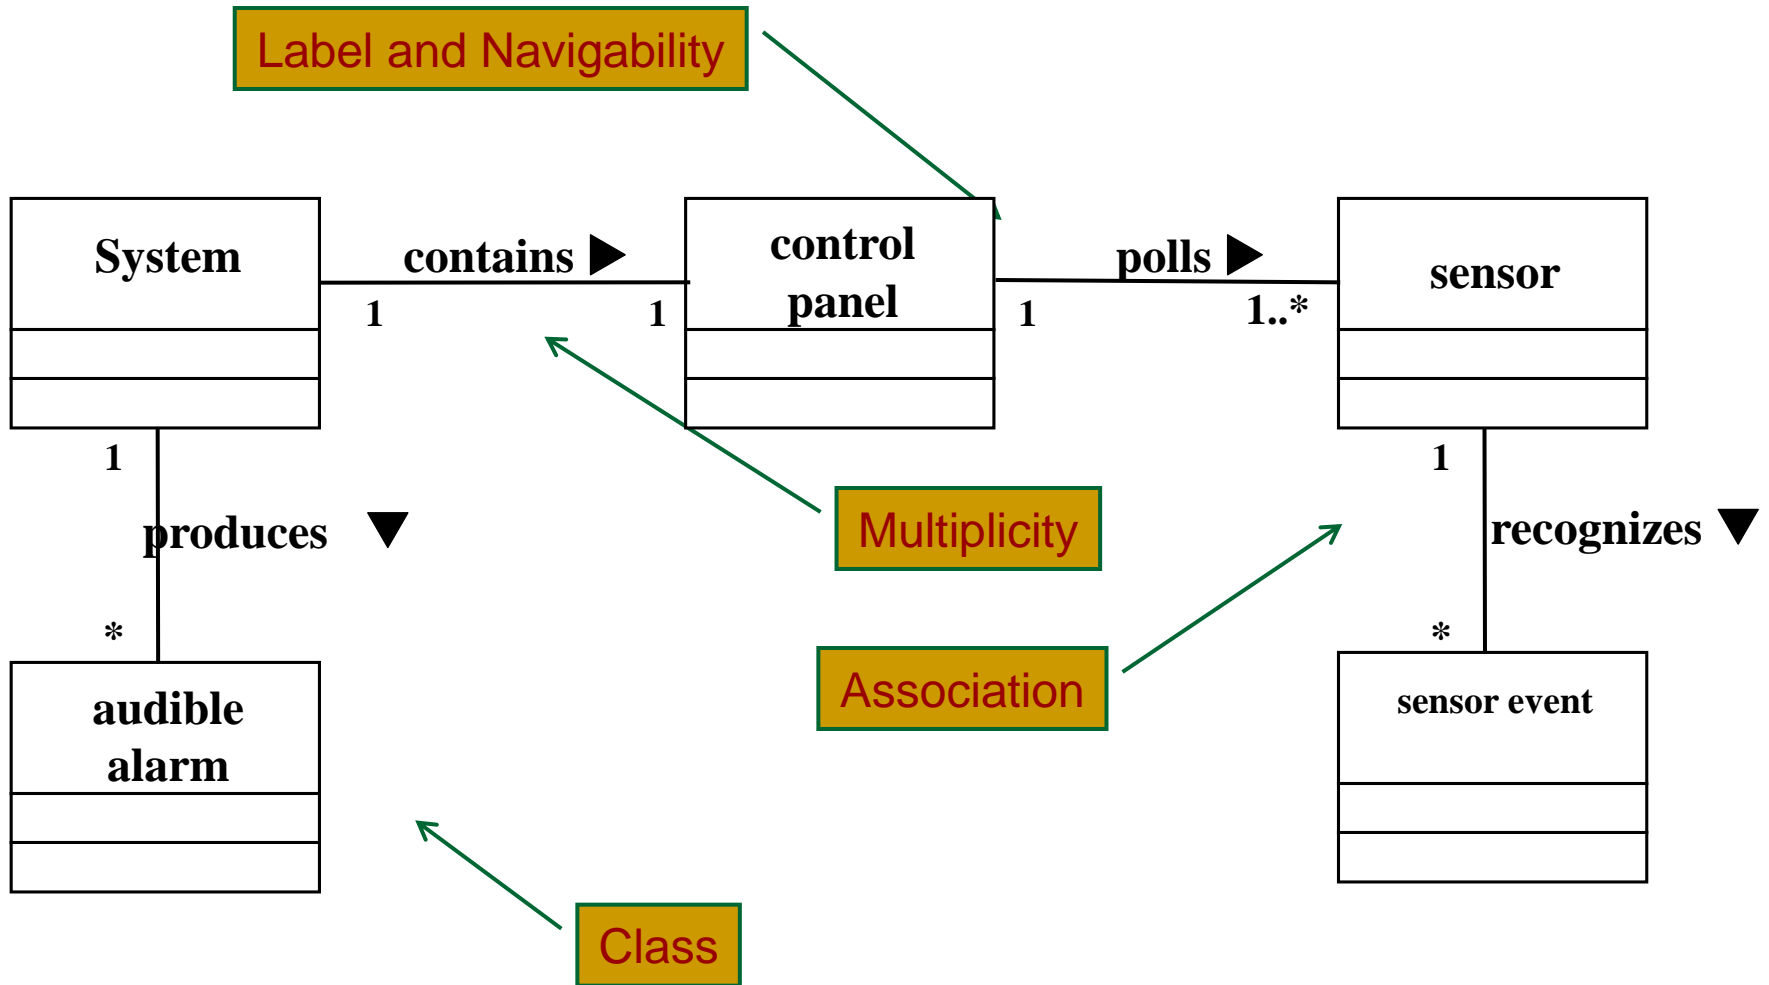 Label and Navigability
System
contains ▶
control
panel
polls ▶
sensor
1
1
1
1..*
1
1
produces ▼
Multiplicity
recognizes ▼
*
*
Association
audible
alarm
sensor event
Class